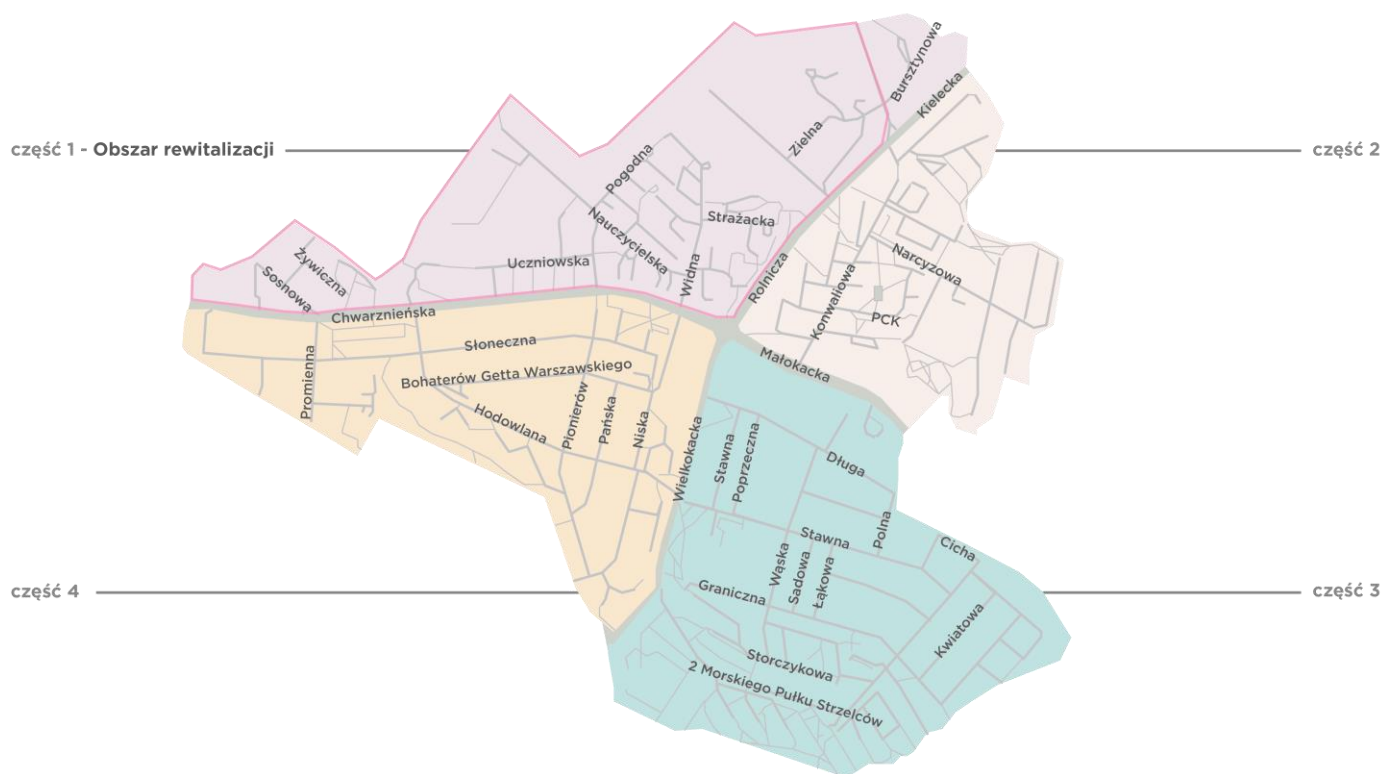 Bursztynowa
Kielecka
część 1 - Obszar rewitalizacji
część 2
Zielna
Pogodna
Strażacka
Nauczycielska
Narcyzowa
Żywiczna
Sosnowa
Uczniowska
Widna
Rolnicza
Konwaliowa
PCK
Chwarznieńska
Słoneczna
Małokacka
Bohaterów Getta Warszawskiego
Promienna
Hodowlana
Pionierów
Pańska
Niska
Wielkokacka
Stawna
Poprzeczna
Długa
Polna
Stawna
Cicha
Wąska
Sadowa
Łąkowa
część 4
Graniczna
część 3
Kwiatowa
Storczykowa
2 Morskiego Pułku Strzelców